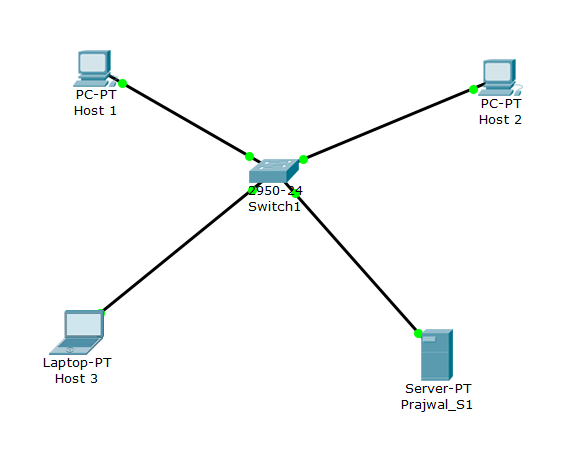 PC-PT
Host 1
PC-PT
Host 2
2950-24
Switch1
Laptop-PT
Host 3
Server-PT
Prajwal_S1